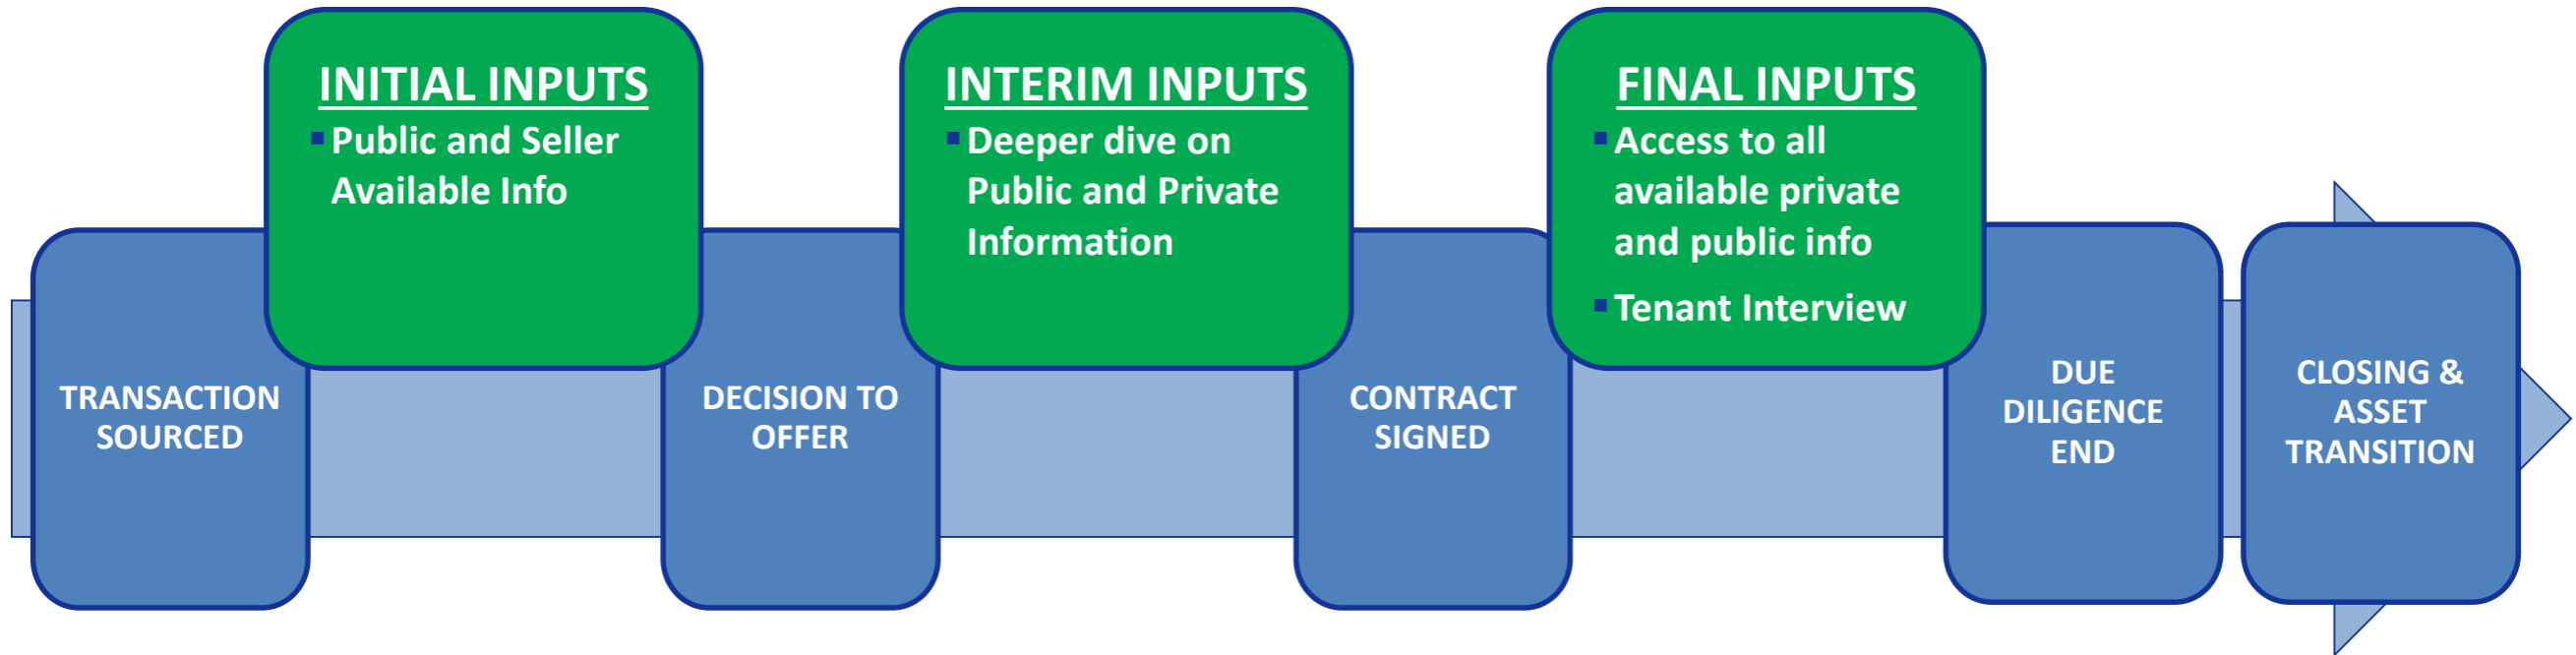 INITIAL INPUTS
▪ Public and Seller
Available Info
INTERIM INPUTS
▪ Deeper dive on
Public and Private
Information
FINAL INPUTS
▪ Access to all
available private
and public info
▪ Tenant Interview
TRANSACTION
SOURCED
DECISION TO
OFFER
CONTRACT
SIGNED
DUE
DILIGENCE
END
CLOSING &
ASSET
TRANSITION